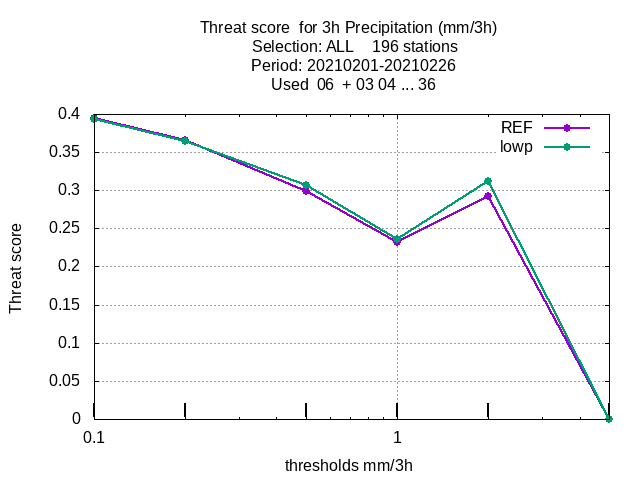 Threat score  for 3h Precipitation (mm/3h)
Selection: ALL    196 stations
Period: 20210201-20210226
Used  06  + 03 04 ... 36
REF
lowp
0.4
0.35
0.3
0.25
0.2
0.15
0.1
0.05
0
Threat score
0.1
1
thresholds mm/3h